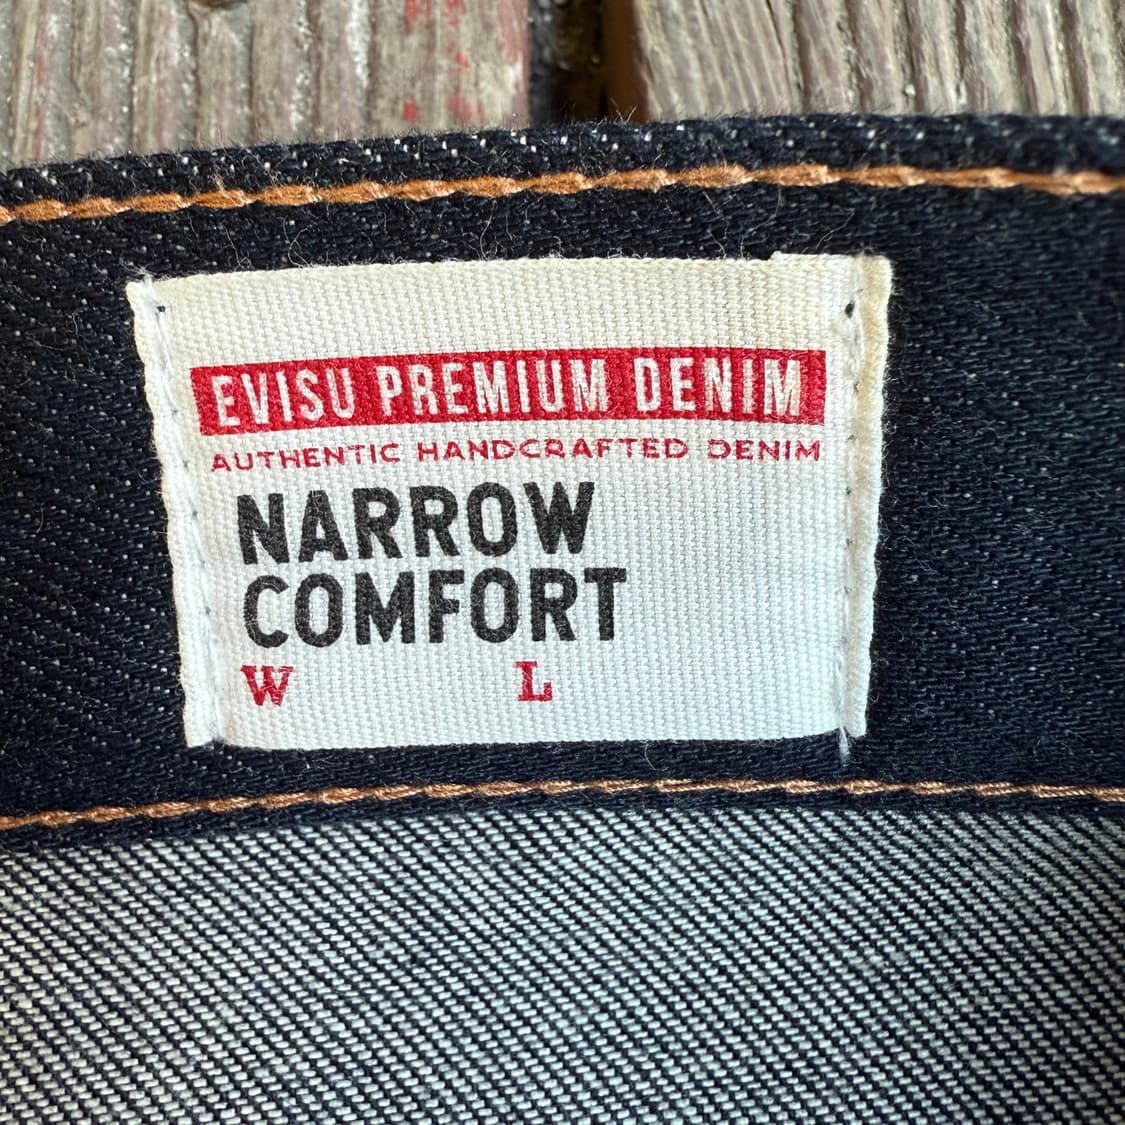 EVISU PREMIUM DENIM
AUTHENTIC HANDCRAFTED DENIM
NARROW
COMFORT
W L